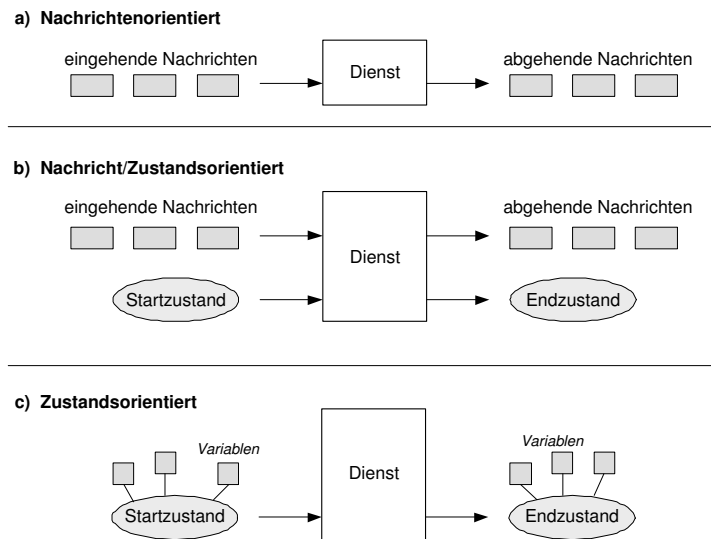 a) Nachrichtenorientiert
eingehende Nachrichten
Dienst
abgehende Nachrichten
b) Nachricht/Zustandsorientiert
eingehende Nachrichten
abgehende Nachrichten
Dienst
Startzustand
Endzustand
c) Zustandsorientiert
Variablen
Variablen
Dienst
Startzustand
Endzustand